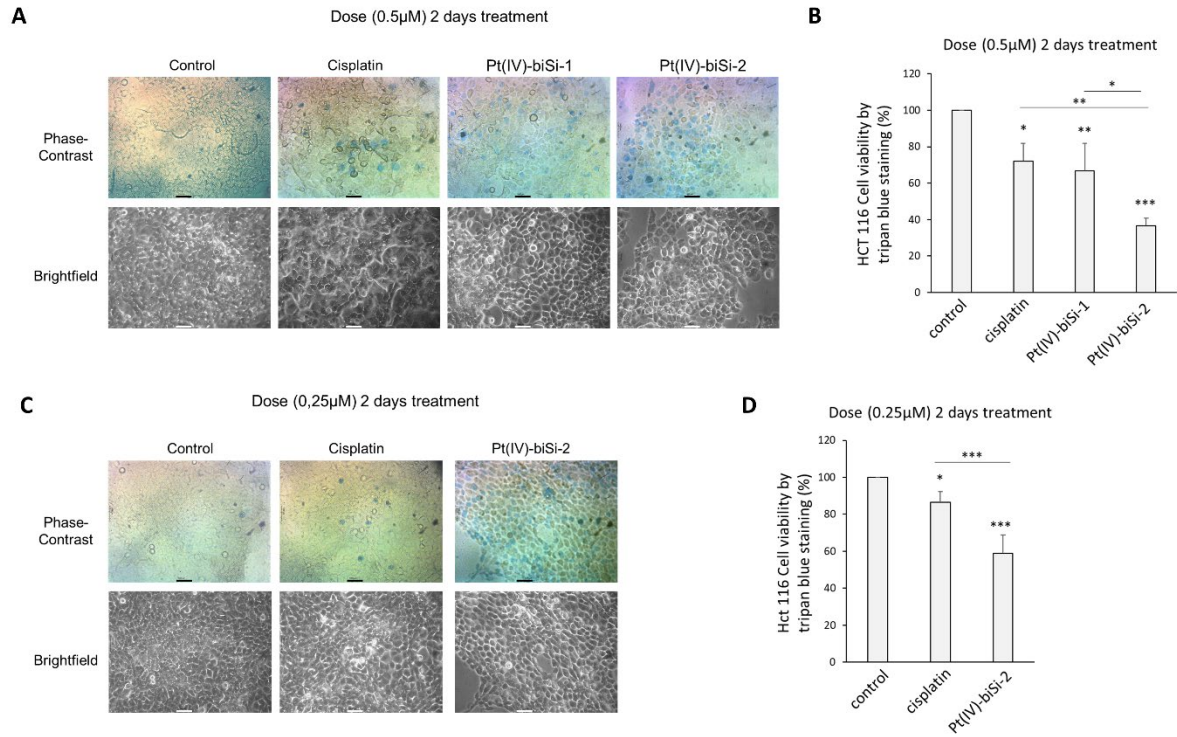 A
Dose (0.5µM) 2 days treatment
Control
Cisplatin
Pt(IV)-biSi-1
Pt(IV)-biSi-2
Phase-
Contrast
Brightfield
B
Dose (0.5µM) 2 days treatment
HCT 116 Cell viability by
tripan blue staining (%)
120
100
80
60
40
20
0
*
**
*
**
***
control
cisplatin
Pt(IV)-biSi-1
Pt(IV)-biSi-2
C
Dose (0,25µM) 2 days treatment
Control
Cisplatin
Pt(IV)-biSi-2
Phase-
Contrast
Brightfield
D
Dose (0.25µM) 2 days treatment
Hct 116 Cell viability by
tripan blue staining (%)
120
100
80
60
40
20
0
***
*
***
control
cisplatin
Pt(IV)-biSi-2